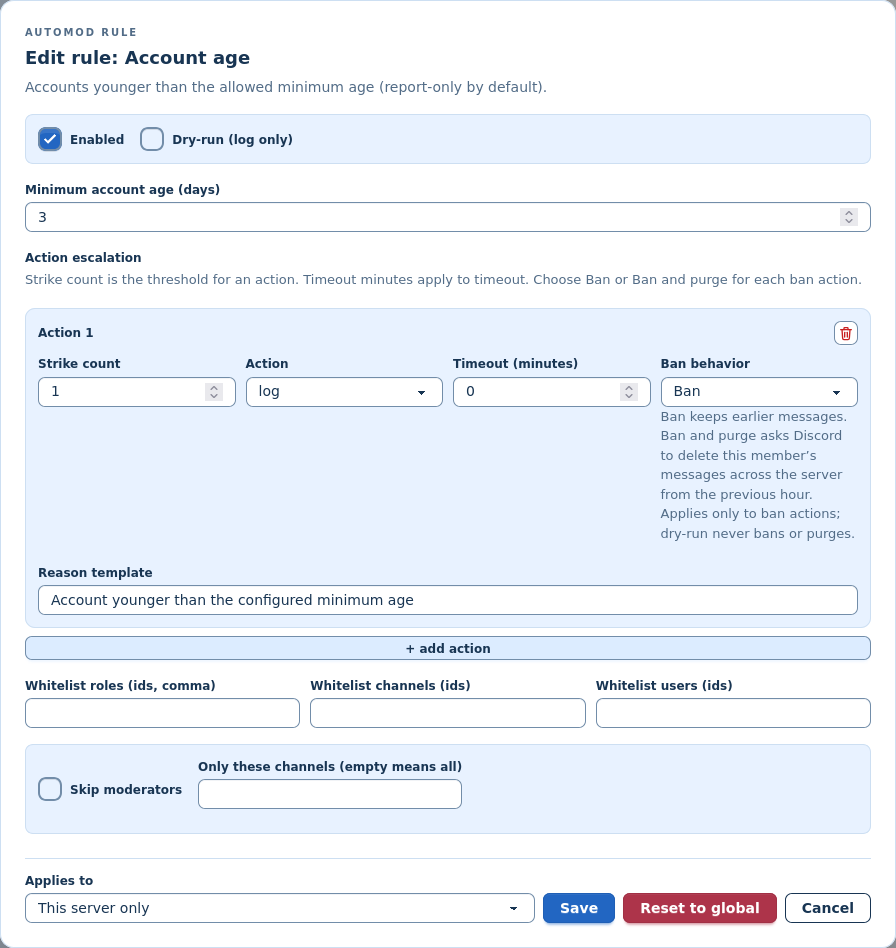 AUTOMOD RULE
Edit rule: Account age
Accounts younger than the allowed minimum age (report-only by default).
Enabled
Dry-run (log only)
Minimum account age (days)
3
Action escalation
Strike count is the threshold for an action. Timeout minutes apply to timeout. Choose Ban or Ban and purge for each ban action.
Action 1
Strike count
Action
Timeout (minutes)
Ban behavior
1
log
0
Ban
Ban keeps earlier messages.
Ban and purge asks Discord
to delete this member’s
messages across the server
from the previous hour.
Applies only to ban actions;
dry-run never bans or purges.
Reason template
Account younger than the configured minimum age
+ add action
Whitelist roles (ids, comma)
Whitelist channels (ids)
Whitelist users (ids)
Only these channels (empty means all)
Skip moderators
Applies to
This server only
Save
Reset to global
Cancel